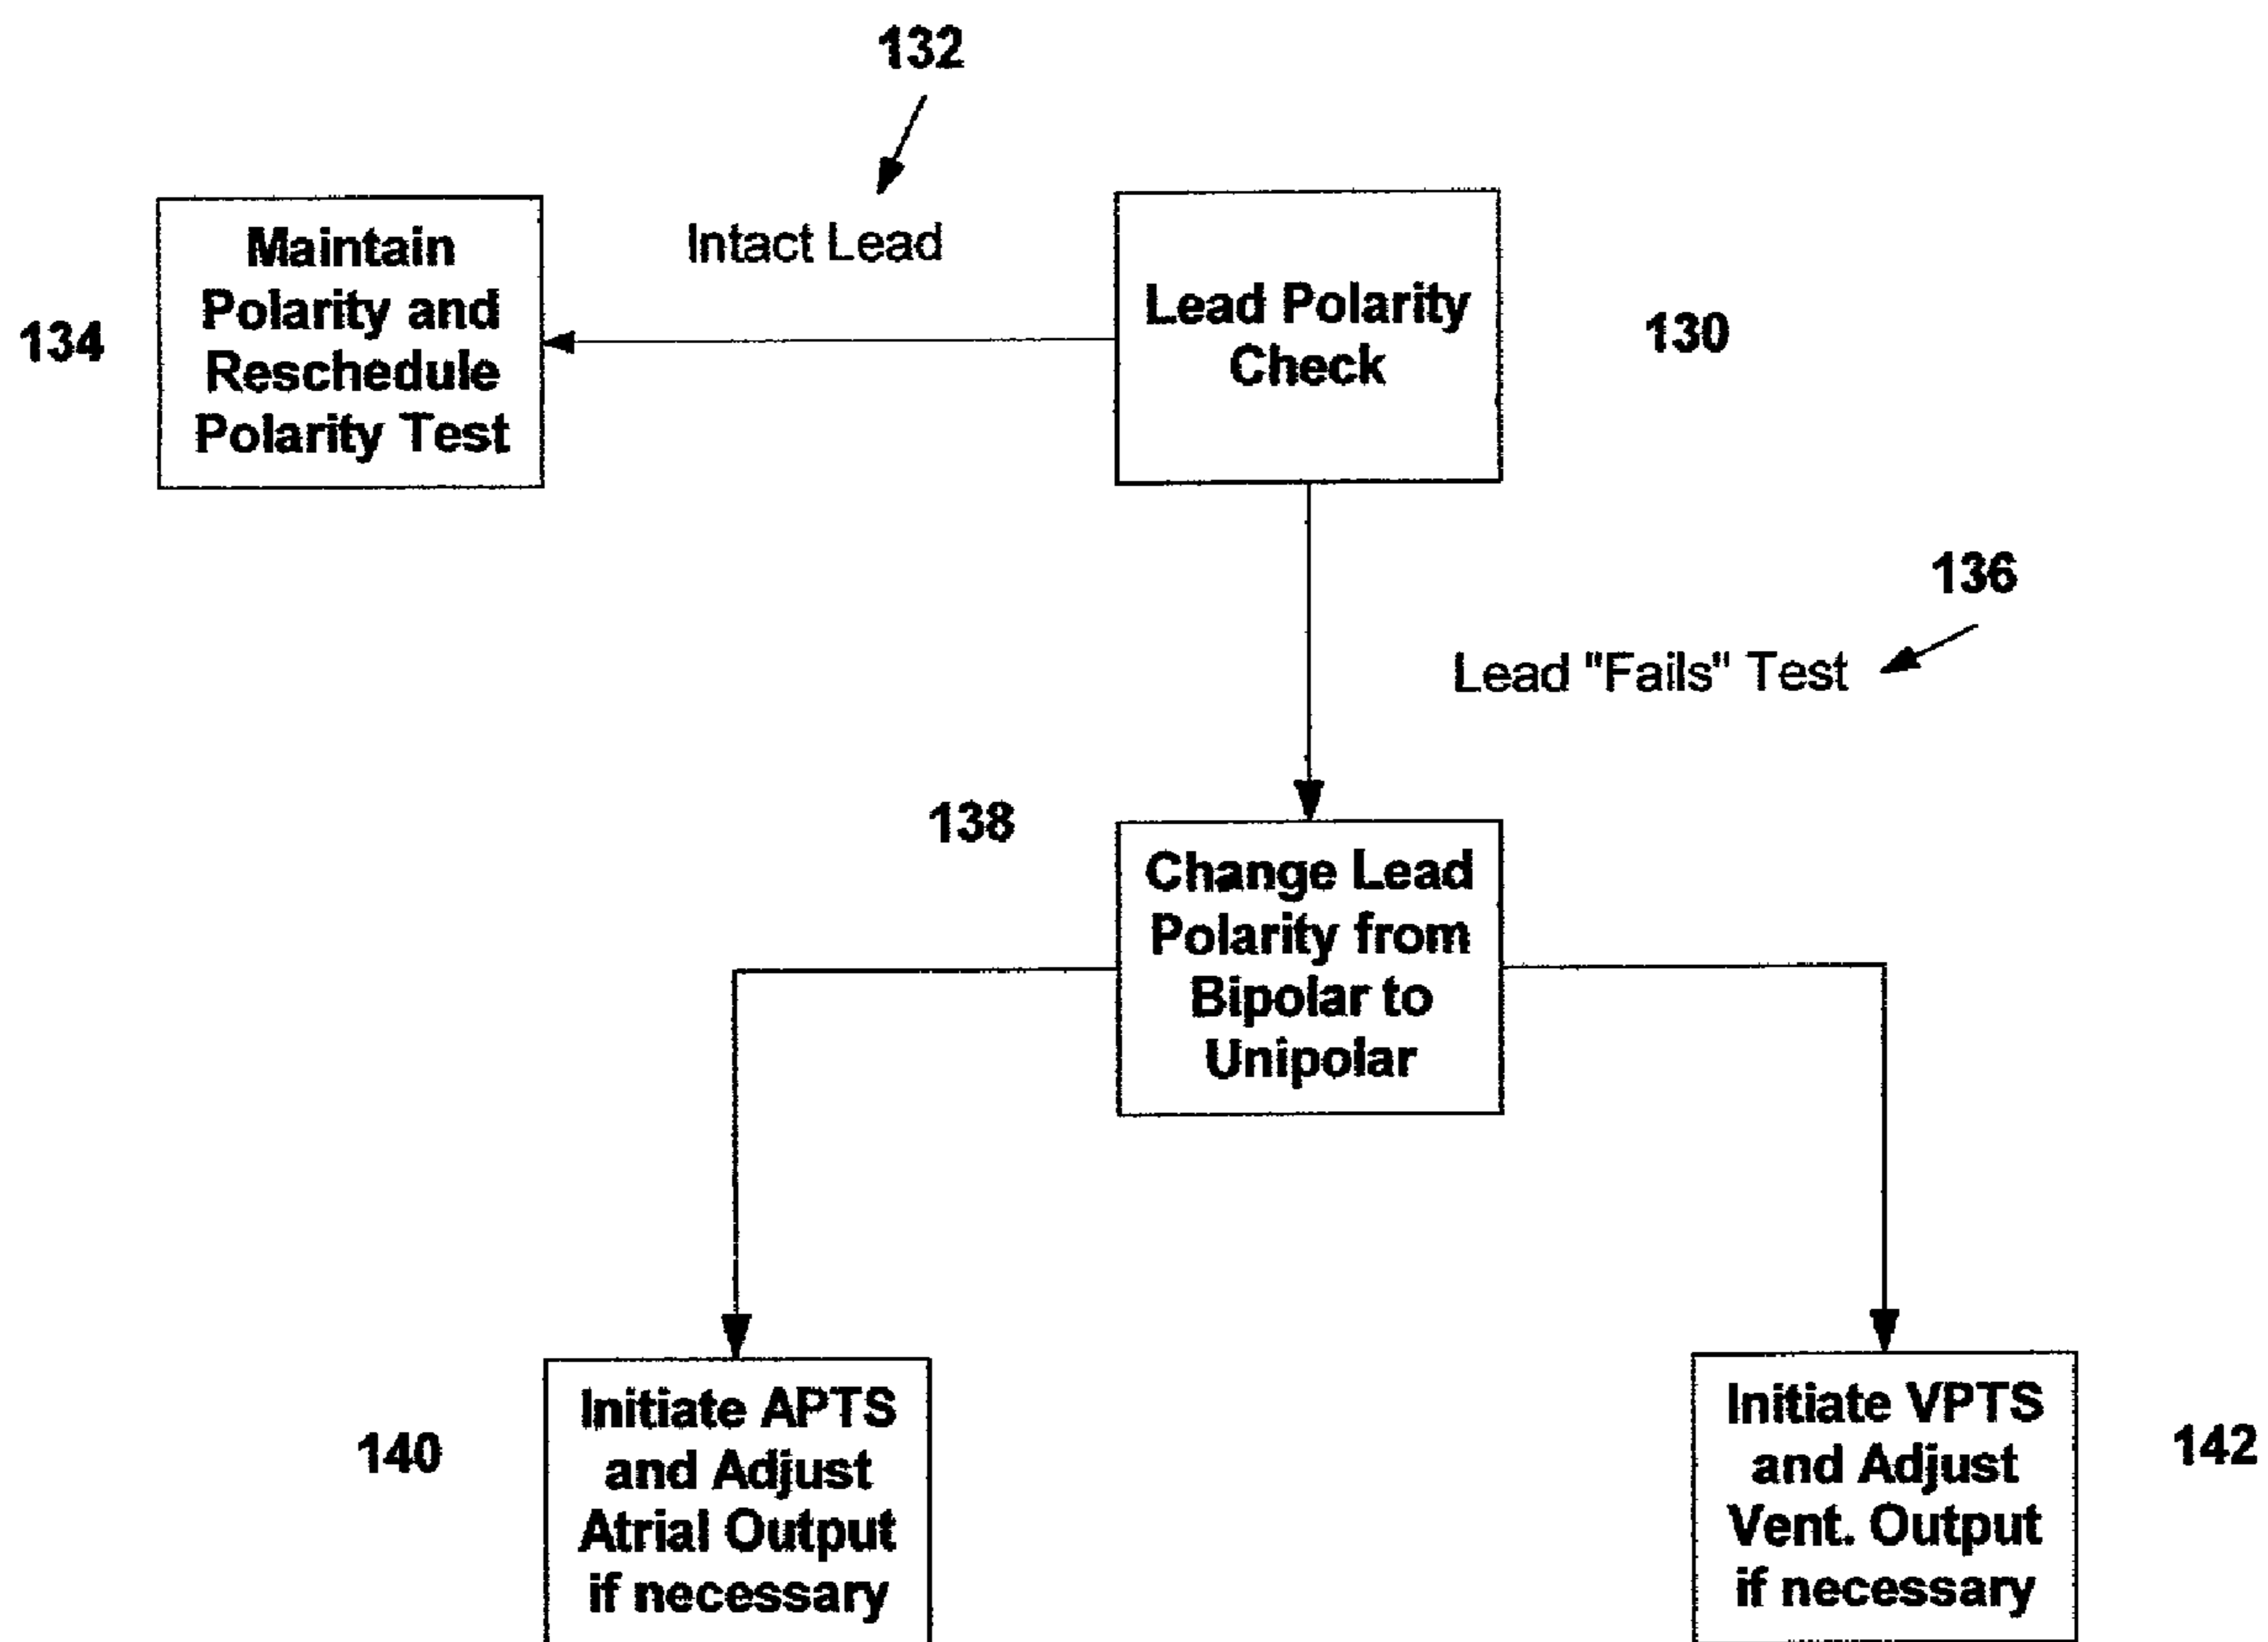 132
Intact Lead
Maintain
Polarity and
Reschedule
Polarity Test
134
Lead Polarity
Check
130
136
Lead "Fails" Test
138
Change Lead
Polarity from
Bipolar to
Unipolar
140
Initiate APTS
and Adjust
Atrial Output
if necessary
Initiate VPTS
and Adjust
Vent. Output
if necessary
142